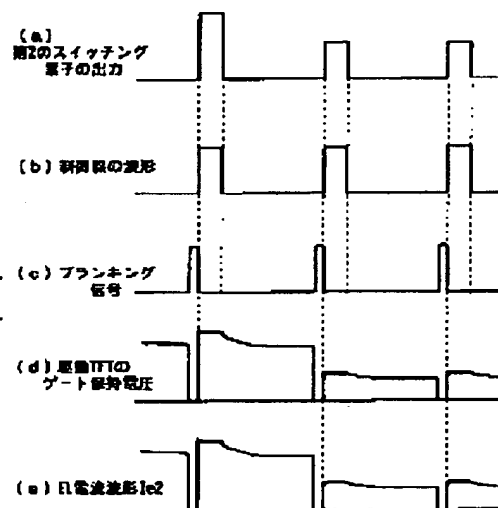 (a)
第2のスイッチング
素子の出力
(b) 制御線の波形
(c) ブランキング
信号
(d) 駆動TFTの
ゲート保持電圧
(e) EL電流波形Ie2